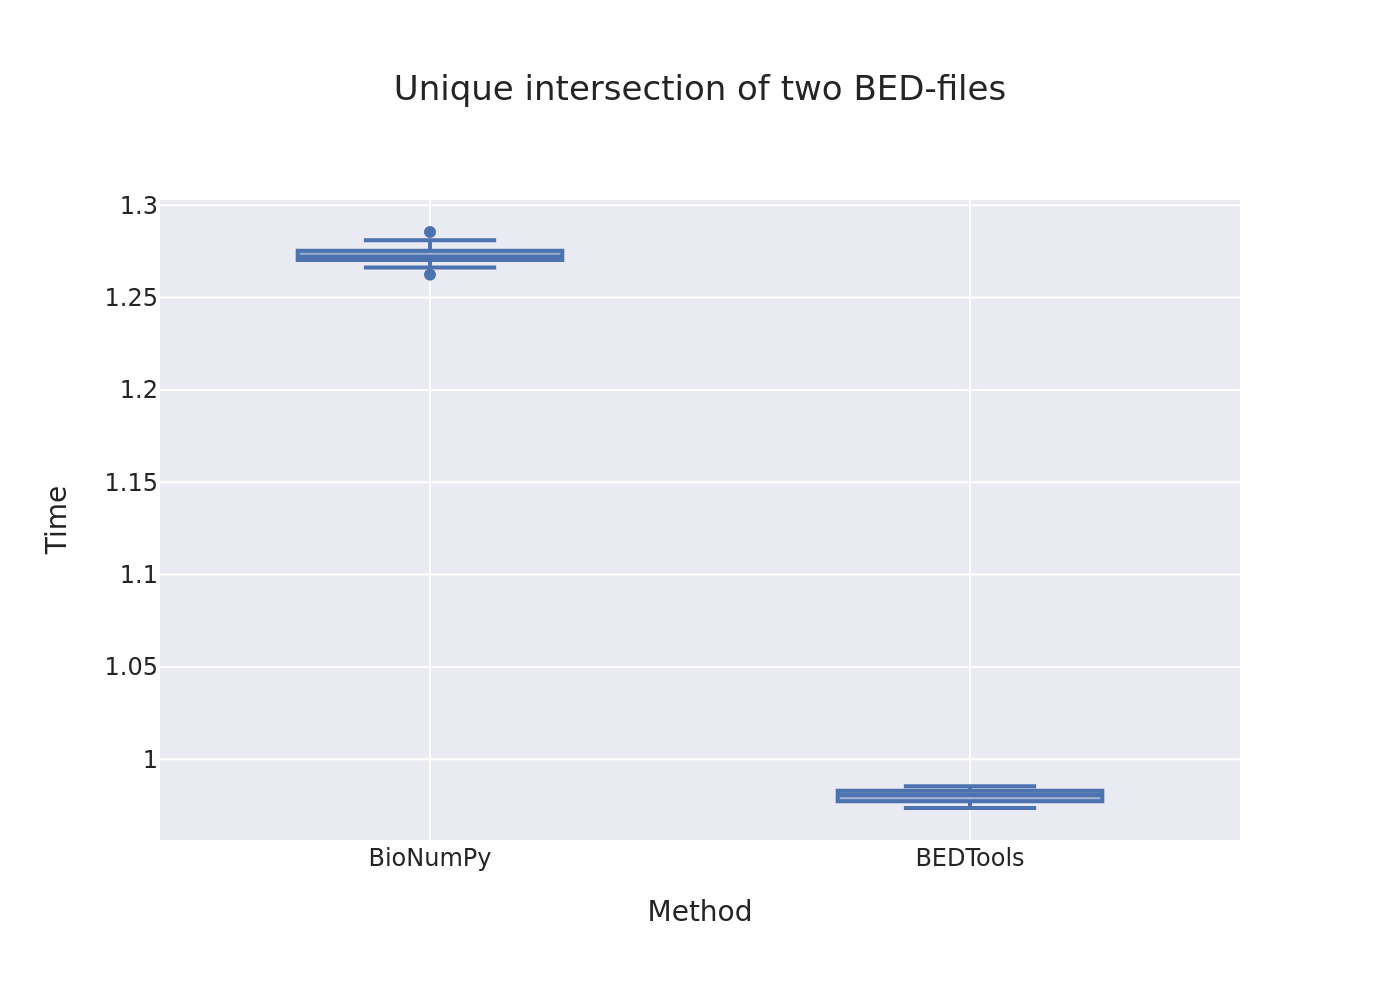 Unique intersection of two BED-files
1.3
1.25
1.2
1.15
1.1
1.05
1
Time
BioNumPy
BEDTools
Method